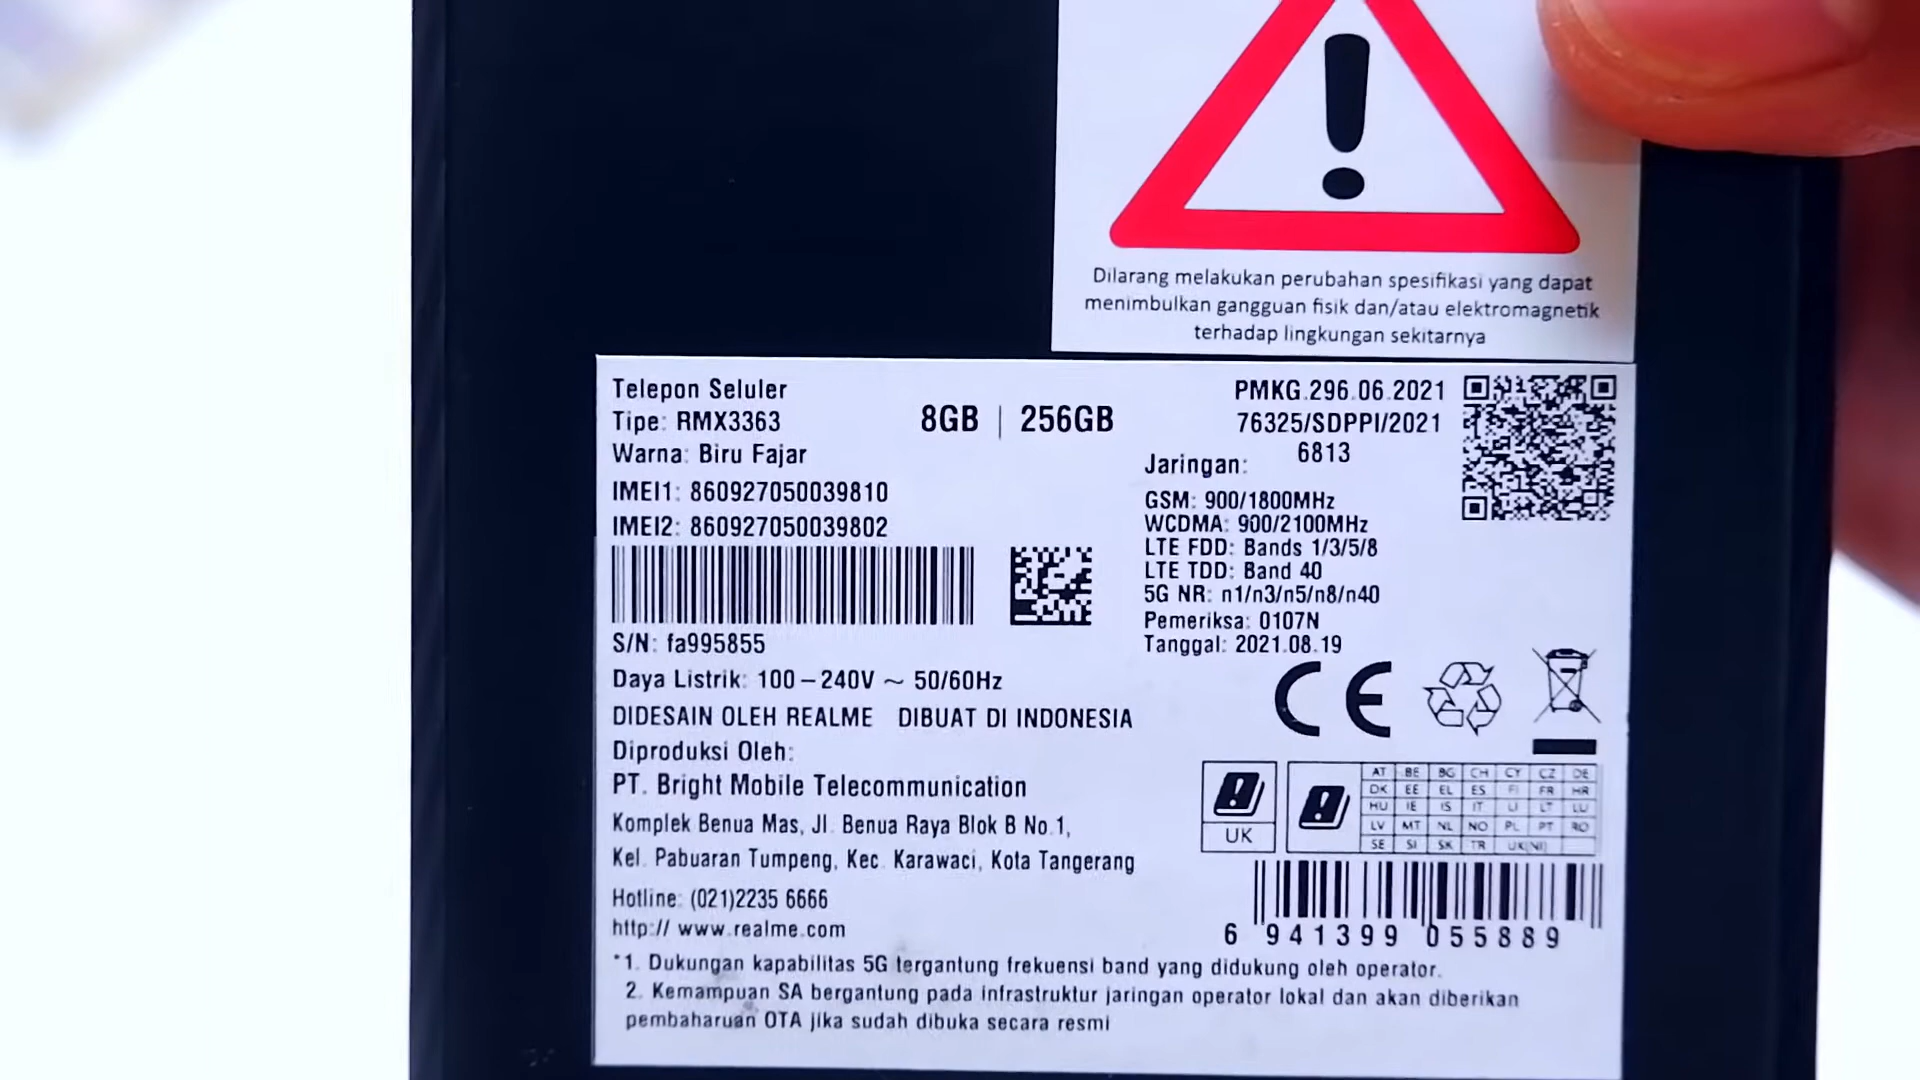 Dilarang melakukan perubahan spesifikasi yang dapat
menimbulkan gangguan fisik dan/atau elektromagnetik
terhadap lingkungan sekitarnya
Telepon Seluler
Tipe: RMX3363
8GB | 256GB
Warna: Biru Fajar
IMEI1: 860927050039810
IMEI2: 860927050039802
S/N: fa995855
PMKG.296.06.2021
76325/SDPPI/2021
6813
Jaringan:
GSM: 900/1800MHz
WCDMA: 900/2100MHz
LTE FDD: Bands 1/3/5/8
LTE TDD: Band 40
5G NR: n1/n3/n5/n8/n40
Pemeriksa: 0107N
Tanggal: 2021.08.19
Daya Listrik: 100–240V ~ 50/60Hz
DIDESAIN OLEH REALME DIBUAT DI INDONESIA
Diproduksi Oleh:
PT. Bright Mobile Telecommunication
Komplek Benua Mas, Jl. Benua Raya Blok B No.1,
Kel. Pabuaran Tumpeng, Kec. Karawaci, Kota Tangerang
Hotline: (021)2235 6666
http:// www.realme.com
CE
UK
AT BE BG CH CY CZ DE
DK EE EL ES FI FR HR
HU IE IS IT LI LT LU
LV MT NL NO PL PT RO
SE SI SK TR UK(NI)
6 941399 055889
*1. Dukungan kapabilitas 5G tergantung frekuensi band yang didukung oleh operator.
2. Kemampuan SA bergantung pada infrastruktur jaringan operator lokal dan akan diberikan
pembaharuan OTA jika sudah dibuka secara resmi